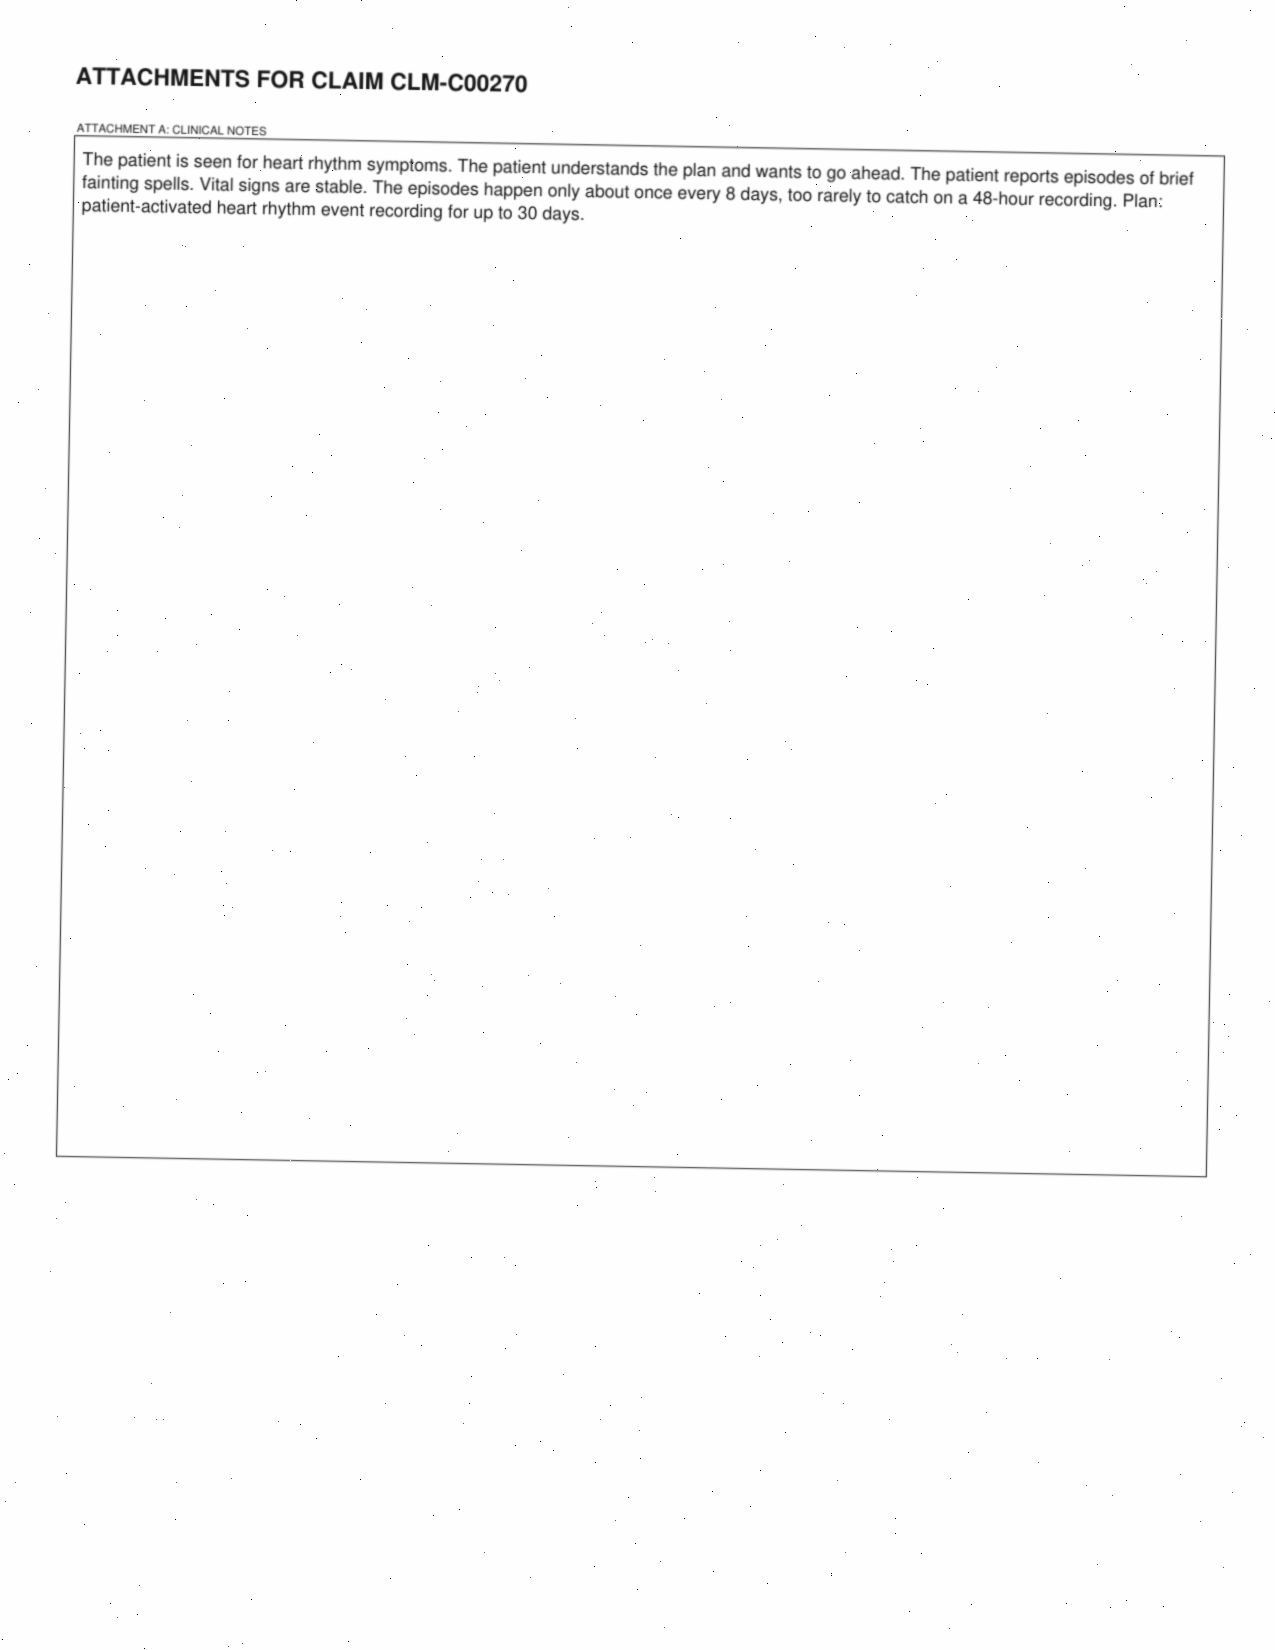 ATTACHMENTS FOR CLAIM CLM-C00270
ATTACHMENT A: CLINICAL NOTES
The patient is seen for heart rhythm symptoms. The patient understands the plan and wants to go ahead. The patient reports episodes of brief
fainting spells. Vital signs are stable. The episodes happen only about once every 8 days, too rarely to catch on a 48-hour recording. Plan:
patient-activated heart rhythm event recording for up to 30 days.